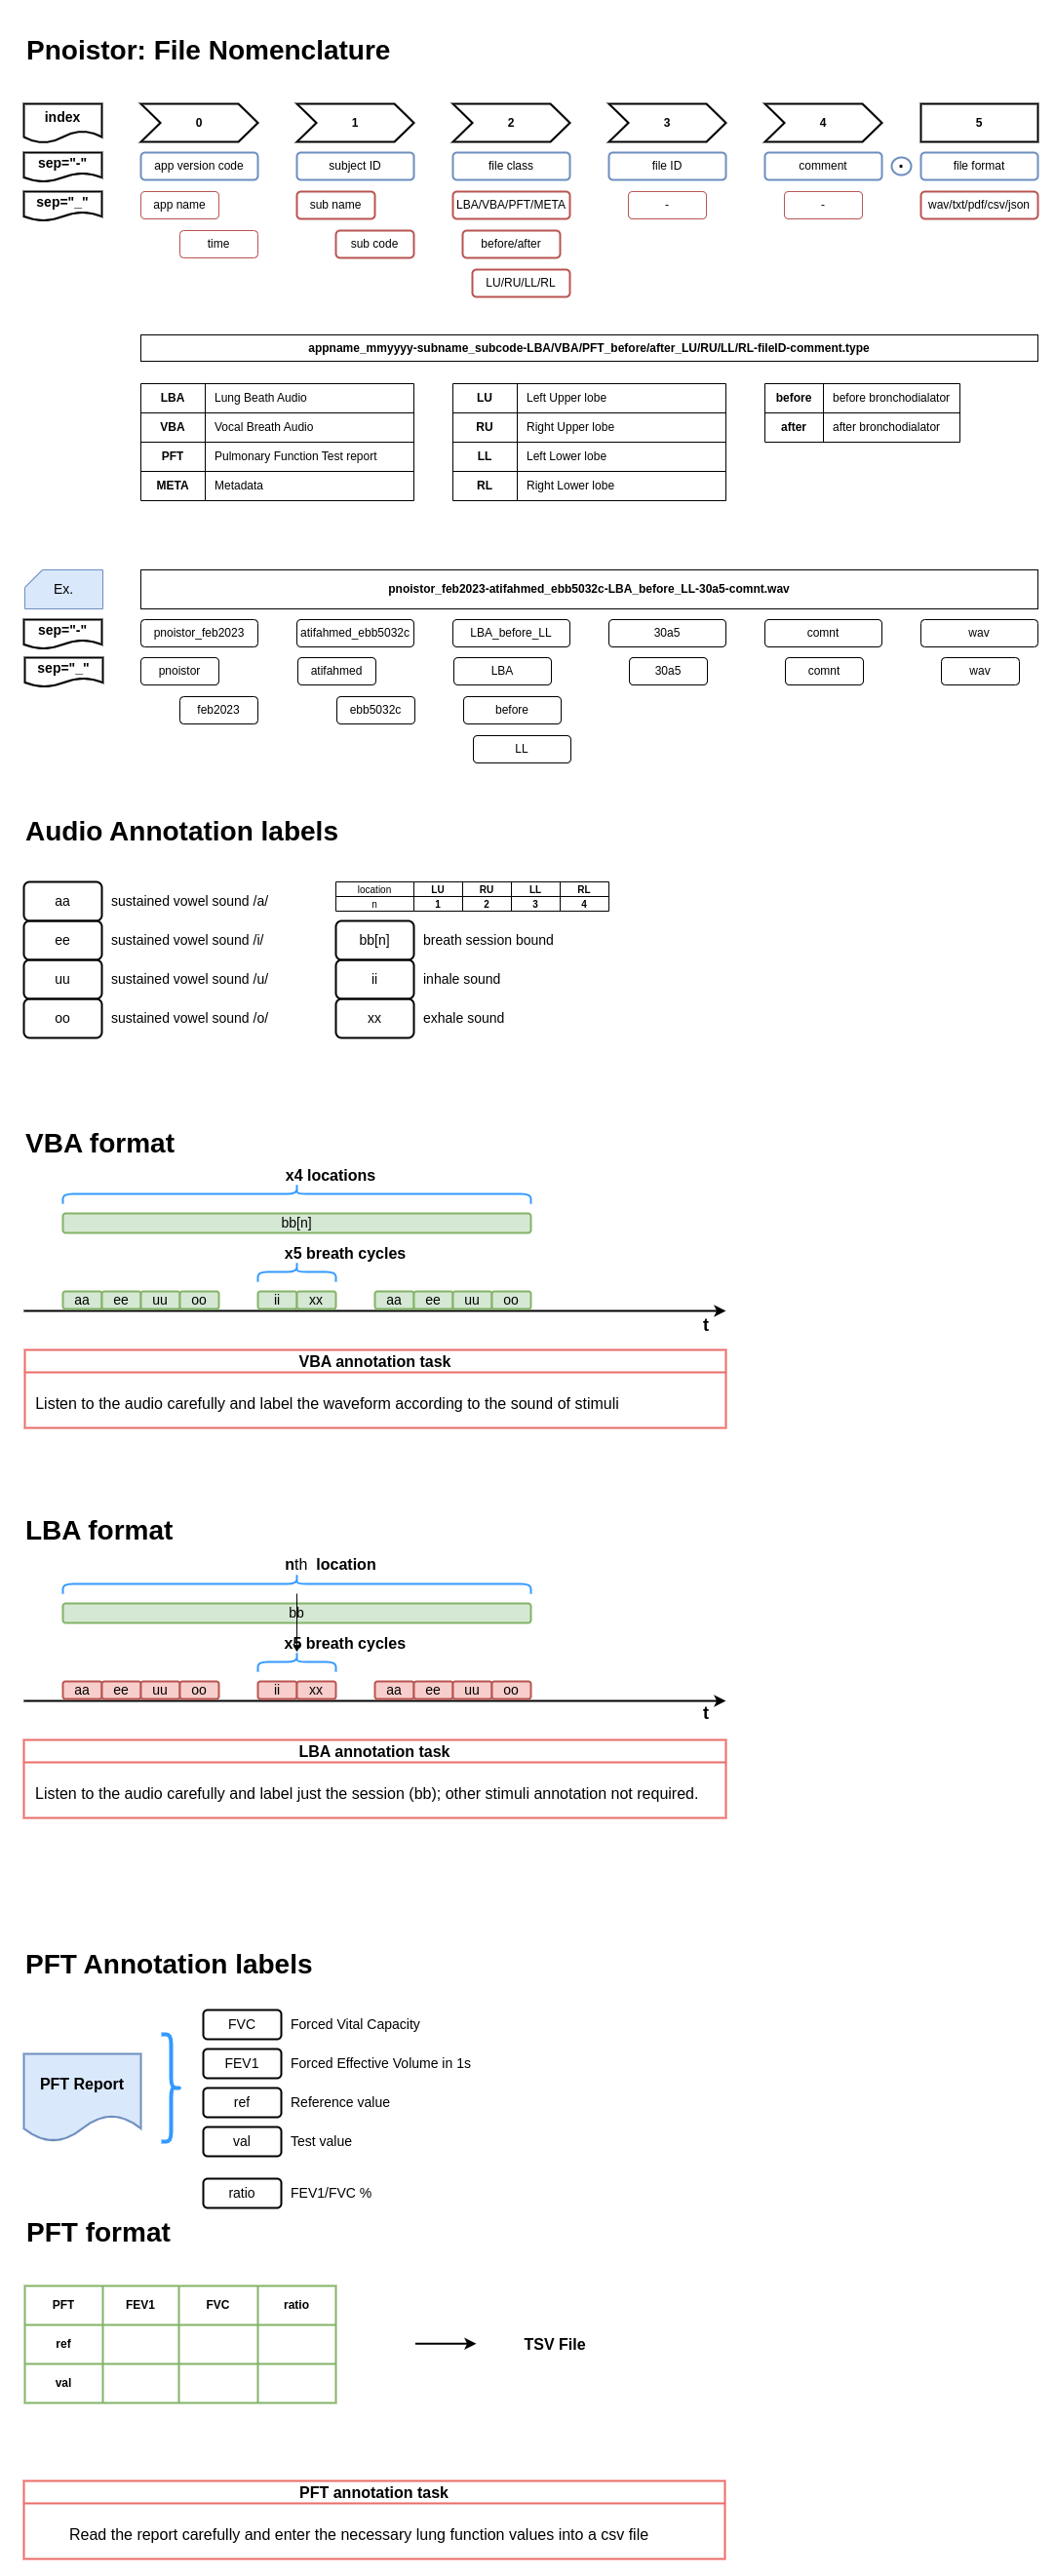 Pnoistor: File Nomenclature
index 0 1 2 3 4 5
sep="-" app version code subject ID file class file ID comment . file format
sep="_" app name sub name LBA/VBA/PFT/META - - wav/txt/pdf/csv/json
time sub code before/after
LU/RU/LL/RL
appname_mmyyyy-subname_subcode-LBA/VBA/PFT_before/after_LU/RU/LL/RL-fileID-comment.type
LBA Lung Beath Audio LU Left Upper lobe before before bronchodialator
VBA Vocal Breath Audio RU Right Upper lobe after after bronchodialator
PFT Pulmonary Function Test report LL Left Lower lobe
META Metadata RL Right Lower lobe
Ex. pnoistor_feb2023-atifahmed_ebb5032c-LBA_before_LL-30a5-comnt.wav
sep="-" pnoistor_feb2023 atifahmed_ebb5032c LBA_before_LL 30a5 comnt wav
sep="_" pnoistor atifahmed LBA 30a5 comnt wav
feb2023 ebb5032c before
LL
Audio Annotation labels
location LU RU LL RL
n 1 2 3 4
aa sustained vowel sound /a/
ee sustained vowel sound /i/ bb[n] breath session bound
uu sustained vowel sound /u/ ii inhale sound
oo sustained vowel sound /o/ xx exhale sound
VBA format
x4 locations
bb[n]
x5 breath cycles
aa ee uu oo ii xx aa ee uu oo
t
VBA annotation task
Listen to the audio carefully and label the waveform according to the sound of stimuli
LBA format
nth location
bb
x5 breath cycles
aa ee uu oo ii xx aa ee uu oo
t
LBA annotation task
Listen to the audio carefully and label just the session (bb); other stimuli annotation not required.
PFT Annotation labels
PFT Report
FVC Forced Vital Capacity
FEV1 Forced Effective Volume in 1s
ref Reference value
val Test value
ratio FEV1/FVC %
PFT format
PFT FEV1 FVC ratio
ref
val
TSV File
PFT annotation task
Read the report carefully and enter the necessary lung function values into a csv file